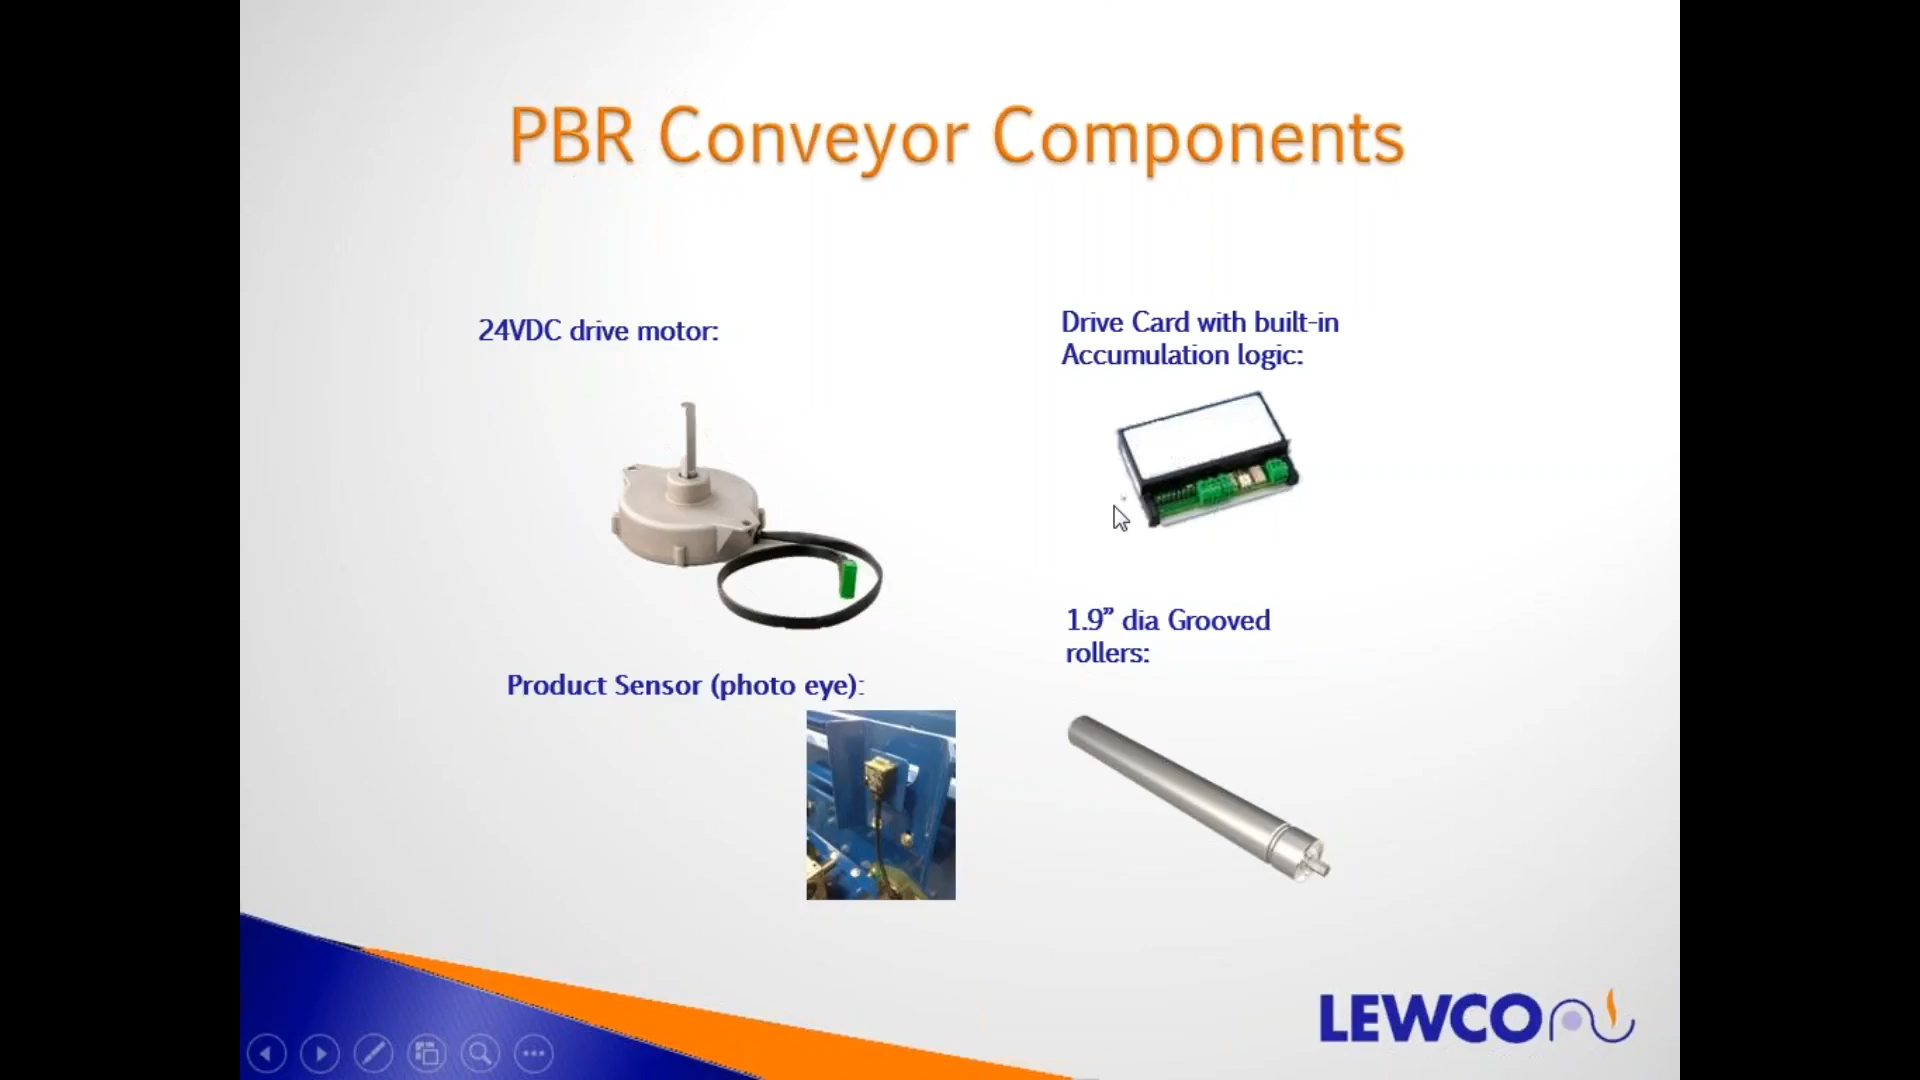 PBR Conveyor Components
24VDC drive motor:
Drive Card with built-in
Accumulation logic:
1.9” dia Grooved
rollers:
Product Sensor (photo eye):
LEWCO